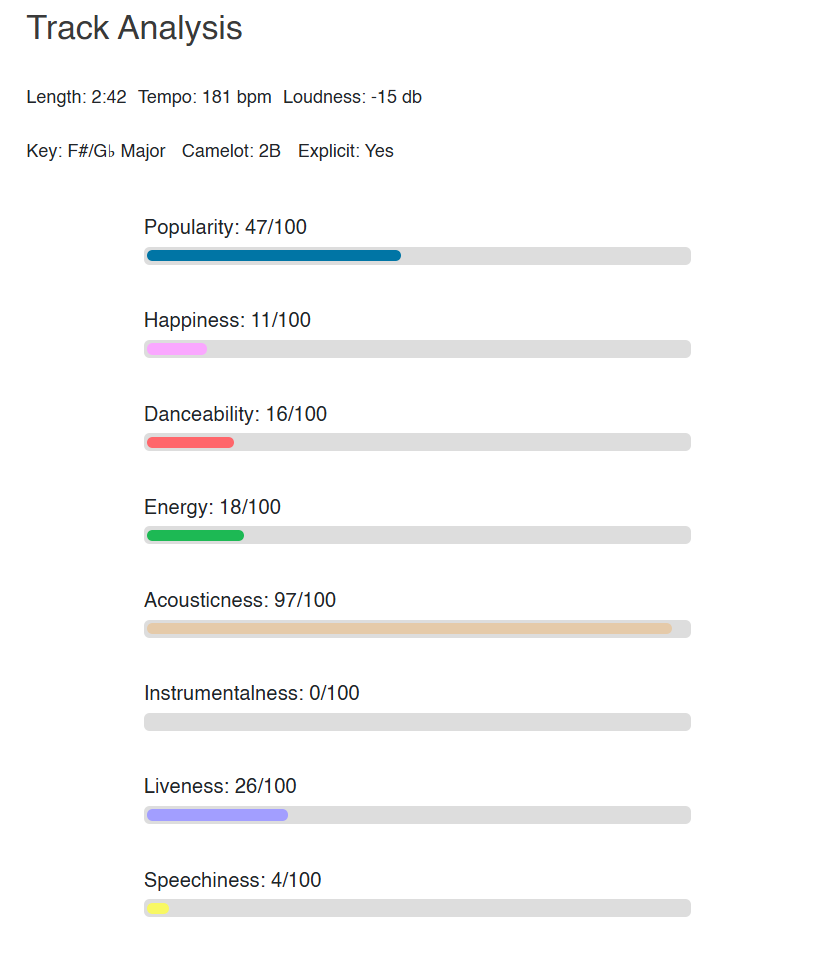 Track Analysis
Length: 2:42 Tempo: 181 bpm Loudness: -15 db
Key: F#/G♭ Major Camelot: 2B Explicit: Yes
Popularity: 47/100
Happiness: 11/100
Danceability: 16/100
Energy: 18/100
Acousticness: 97/100
Instrumentalness: 0/100
Liveness: 26/100
Speechiness: 4/100